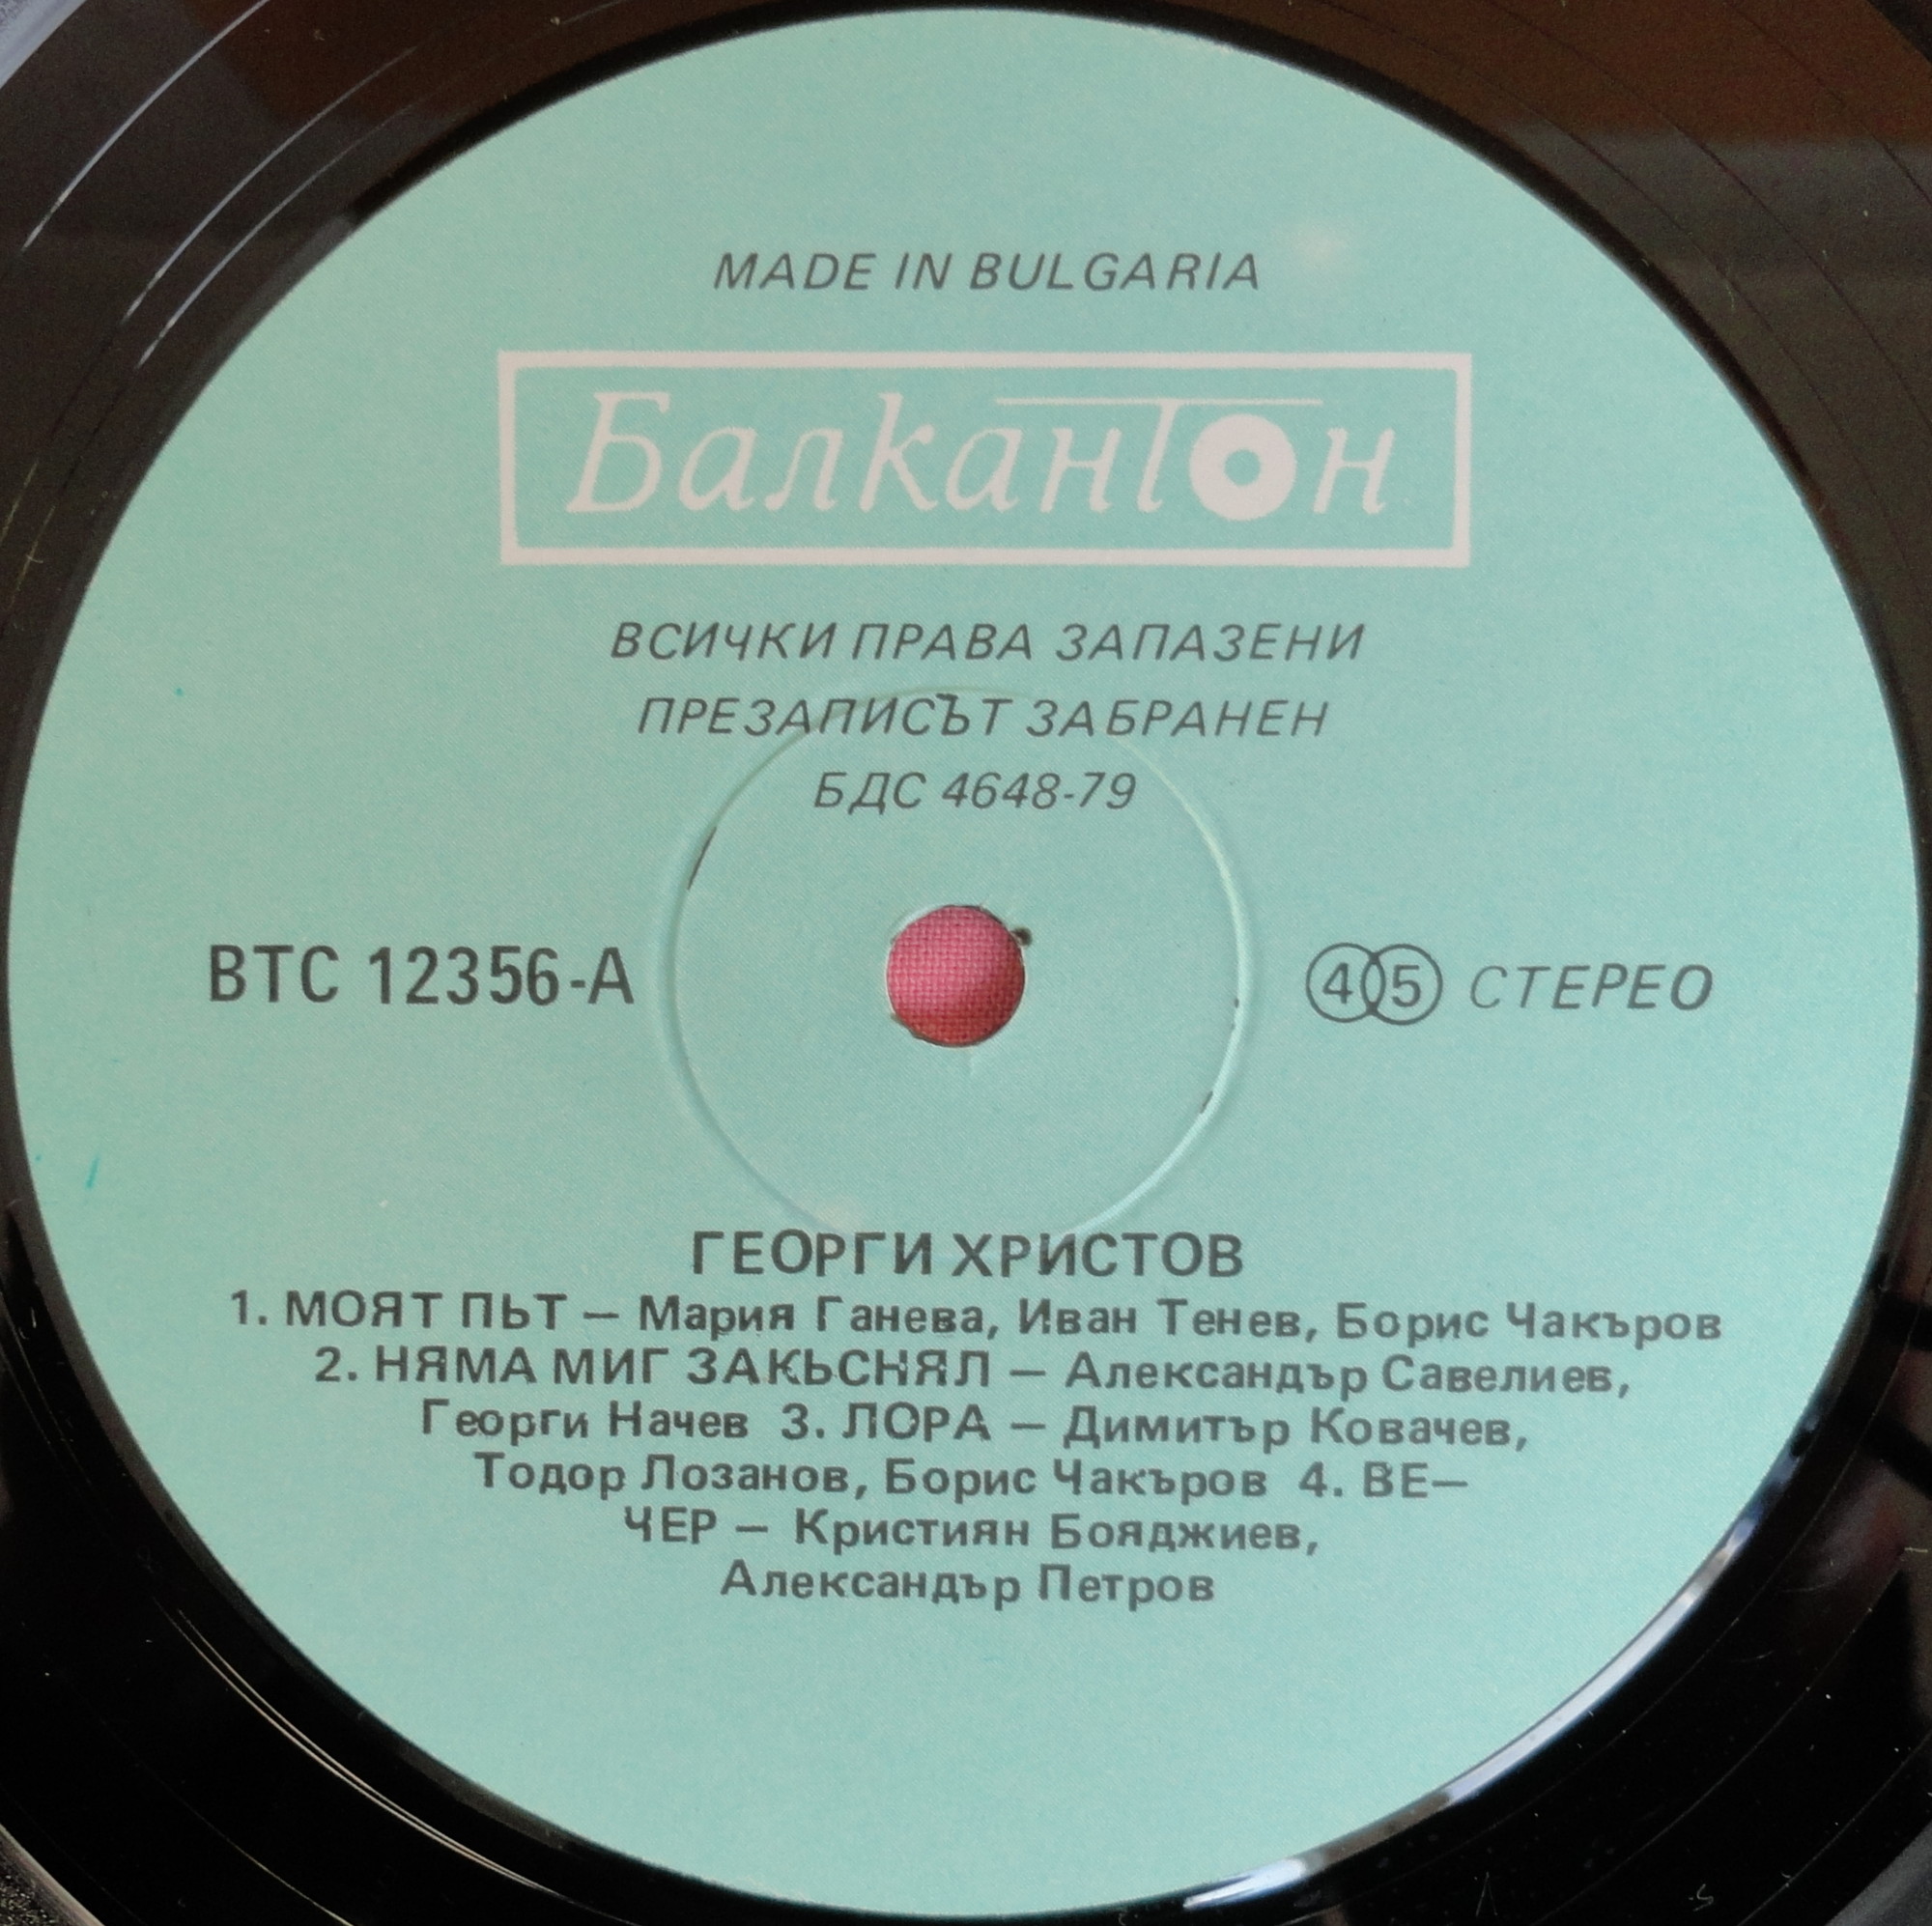 MADE IN BULGARIA
Балкантон
ВСИЧКИ ПРАВА ЗАПАЗЕНИ
ПРЕЗАПИСЪТ ЗАБРАНЕН
БДС 4648-79
ВТС 12356-А
45 СТЕРЕО
ГЕОРГИ ХРИСТОВ
1. МОЯТ ПЬТ — Мария Ганева, Иван Тенев, Борис Чакъров
2. НЯМА МИГ ЗАКЬСНЯЛ — Александър Савелиев,
Георги Начев 3. ЛОРА — Димитър Ковачев,
Тодор Лозанов, Борис Чакъров 4. ВЕ—
ЧЕР — Кристиян Бояджиев,
Александър Петров